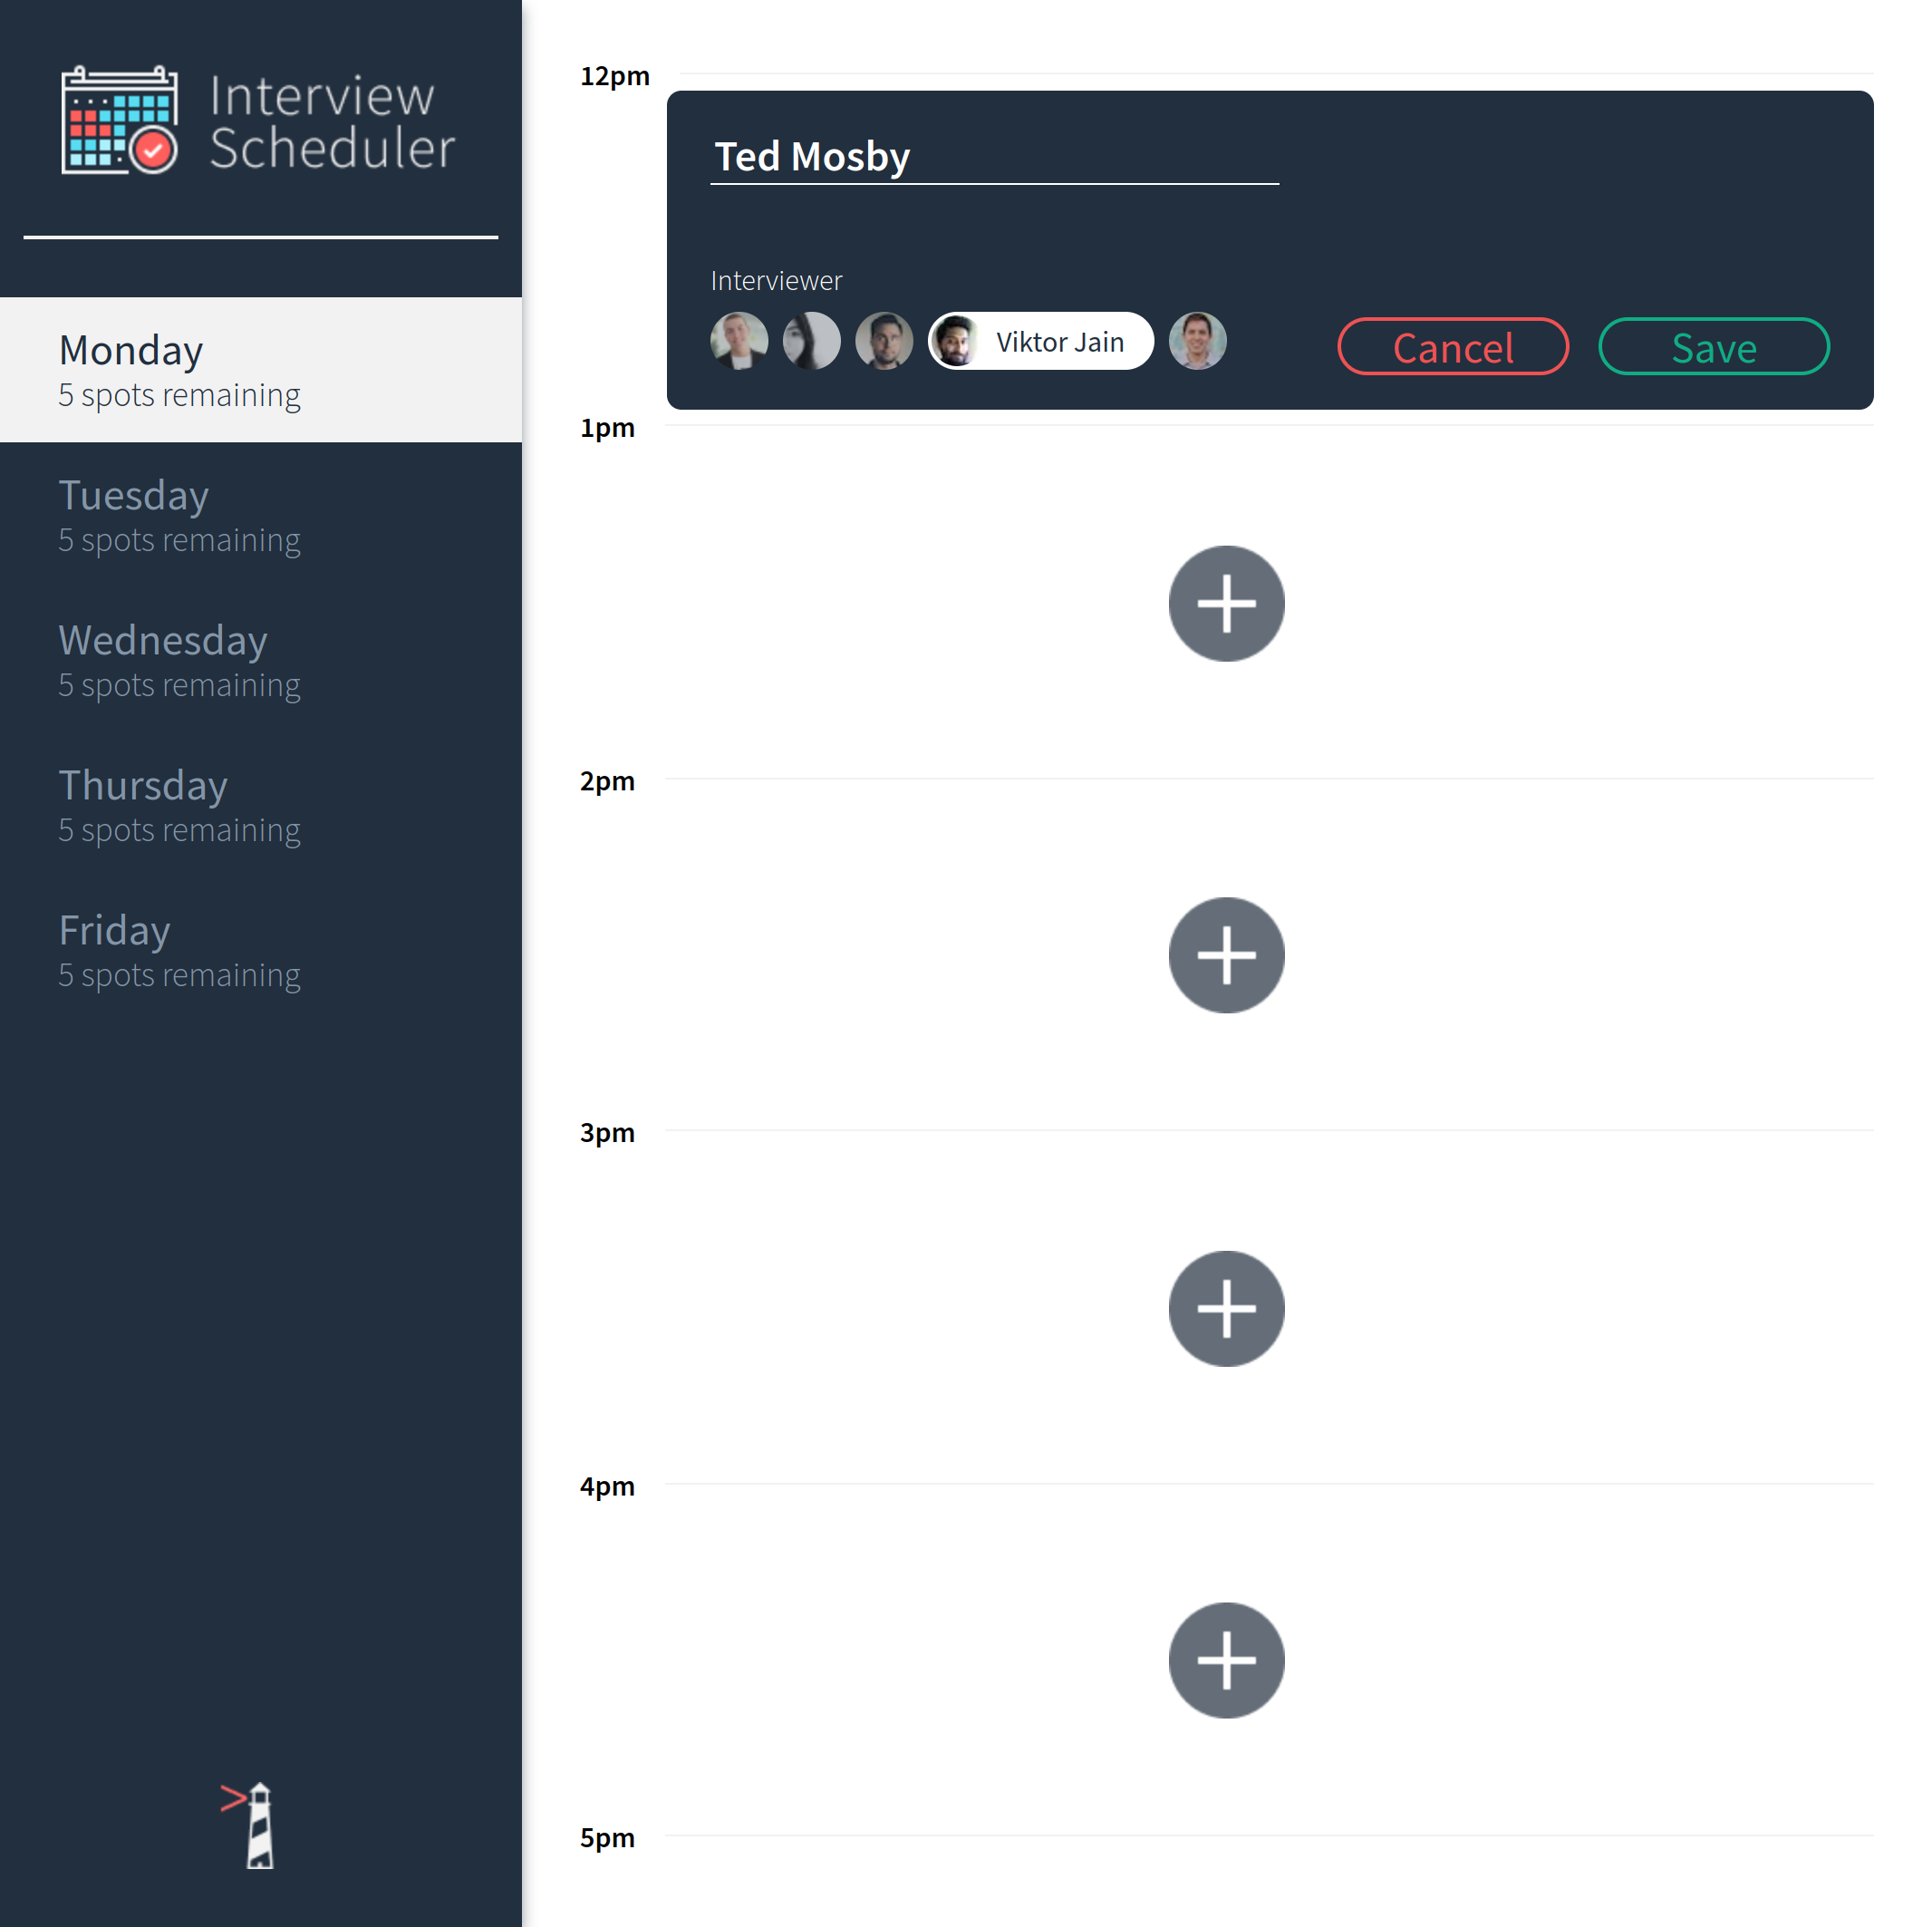 Interview
Scheduler
Monday
5 spots remaining
Tuesday
5 spots remaining
Wednesday
5 spots remaining
Thursday
5 spots remaining
Friday
5 spots remaining
12pm
Ted Mosby
Interviewer
Viktor Jain
Cancel
Save
1pm
2pm
3pm
4pm
5pm